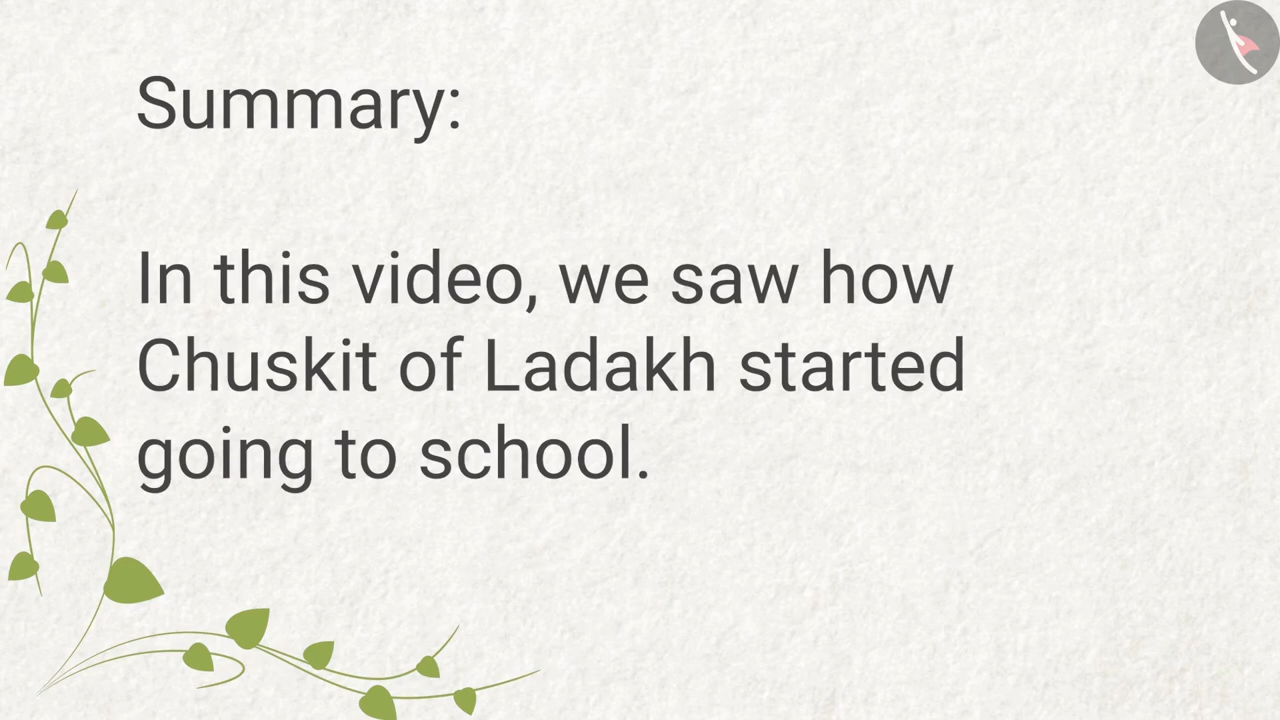 Summary:
In this video, we saw how
Chuskit of Ladakh started
going to school.